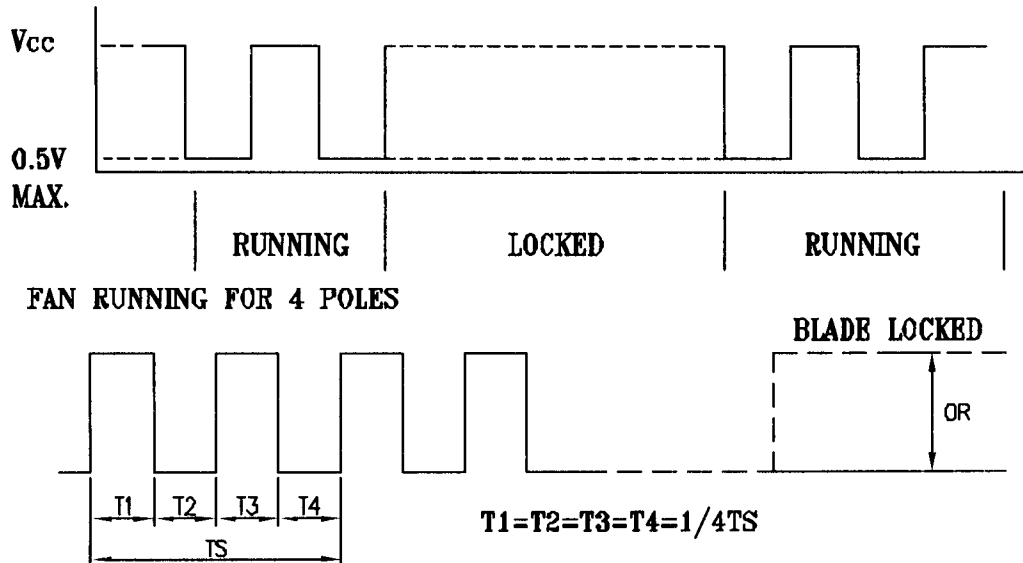 Vcc
0.5V
MAX.
RUNNING LOCKED RUNNING
FAN RUNNING FOR 4 POLES
BLADE LOCKED
OR
T1 T2 T3 T4
T1=T2=T3=T4=1/4TS
TS